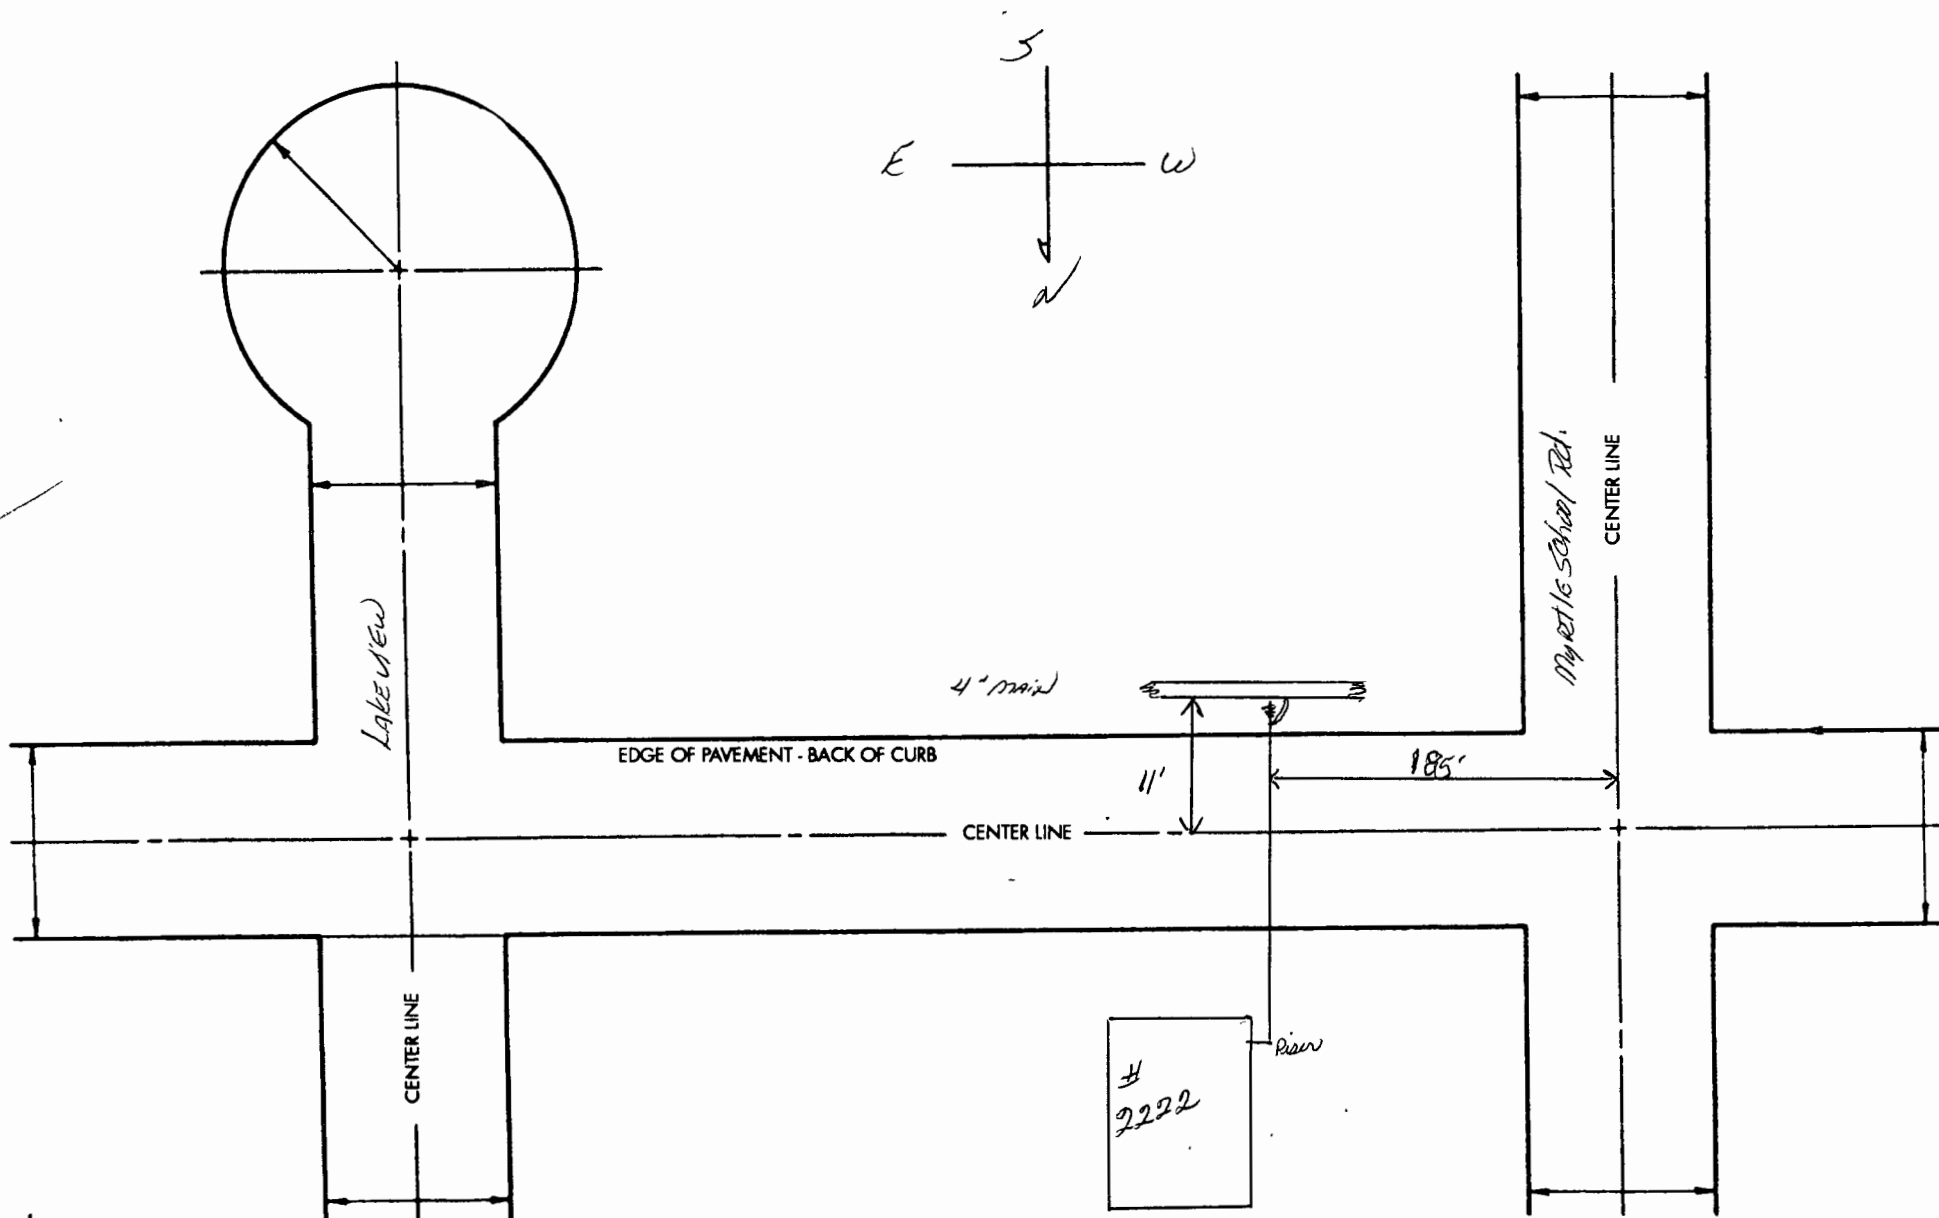 S
E
W
N
CENTER LINE
Myrtle School Rd.
LAKEVIEW
4" MAIN
EDGE OF PAVEMENT - BACK OF CURB
11'
185'
CENTER LINE
CENTER LINE
Riser
#
2222